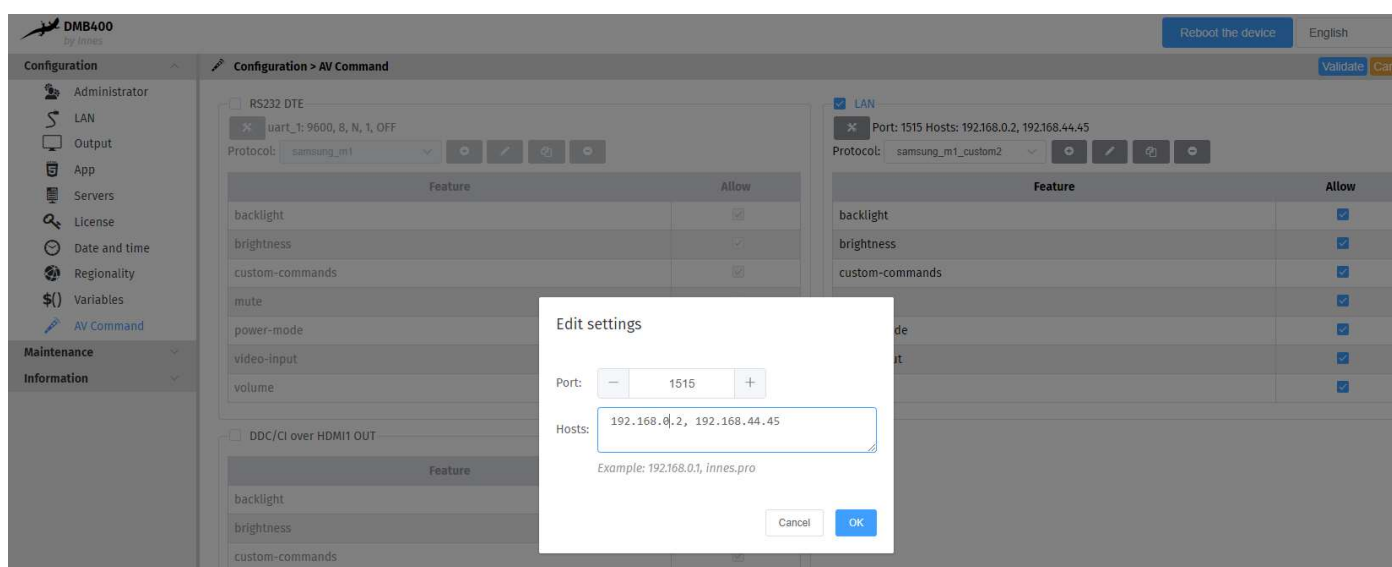 DMB400
by Innes
Reboot the device
English
Configuration
Administrator
LAN
Output
App
Servers
License
Date and time
Regionality
$() Variables
AV Command
Maintenance
Information
Configuration > AV Command
Validate
RS232 DTE
uart_1: 9600, 8, N, 1, OFF
Protocol: samsung_m1
Feature Allow
backlight
brightness
custom-commands
mute
power-mode
video-input
volume
LAN
Port: 1515 Hosts: 192.168.0.2, 192.168.44.45
Protocol: samsung_m1_custom2
Feature Allow
backlight
brightness
custom-commands
DDC/CI over HDMI1 OUT
Feature
backlight
brightness
custom-commands
Edit settings
Port: − 1515 +
Hosts: 192.168.0.2, 192.168.44.45
Example: 192.168.0.1, innes.pro
Cancel OK